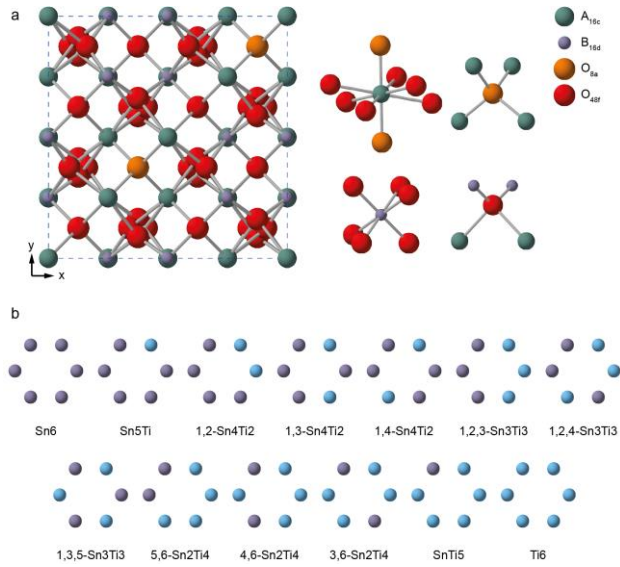 a
A16c
B16d
O8a
O48f
y
x
b
Sn6 Sn5Ti 1,2-Sn4Ti2 1,3-Sn4Ti2 1,4-Sn4Ti2 1,2,3-Sn3Ti3 1,2,4-Sn3Ti3
1,3,5-Sn3Ti3 5,6-Sn2Ti4 4,6-Sn2Ti4 3,6-Sn2Ti4 SnTi5 Ti6